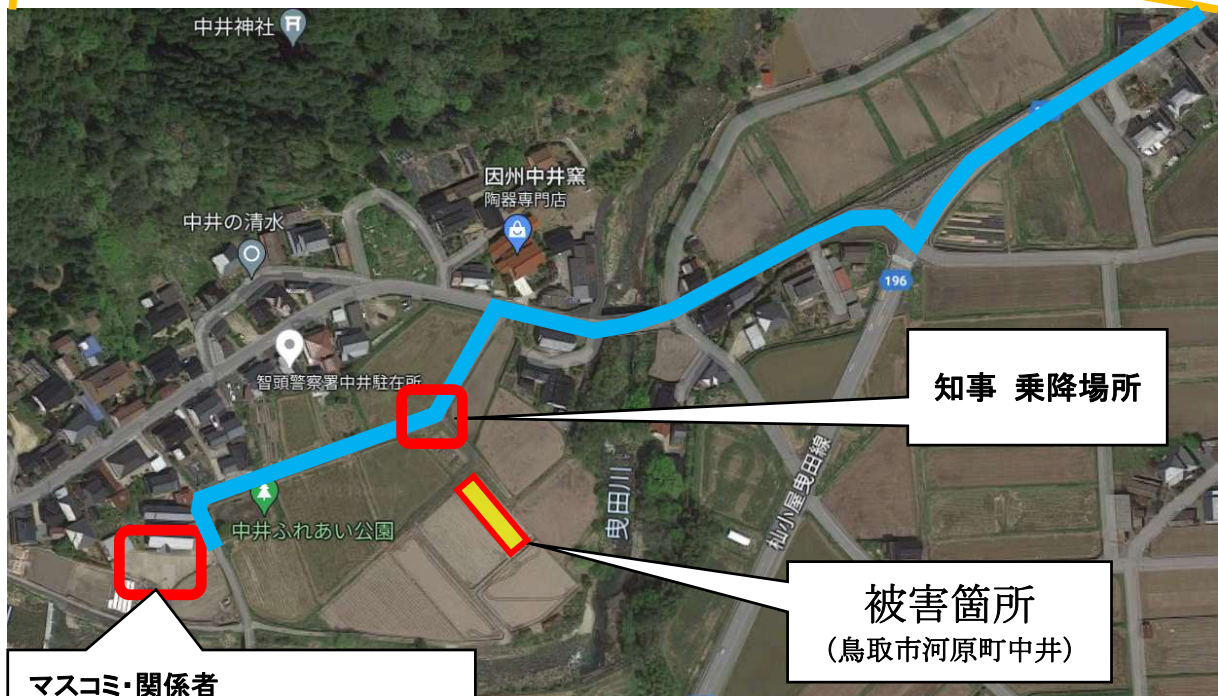 中井神社
因州中井窯
陶器専門店
中井の清水
196
智頭警察署中井駐在所
知事 乗降場所
中井ふれあい公園
曳田川
杣小屋曳田線
被害箇所
(鳥取市河原町中井)
マスコミ・関係者